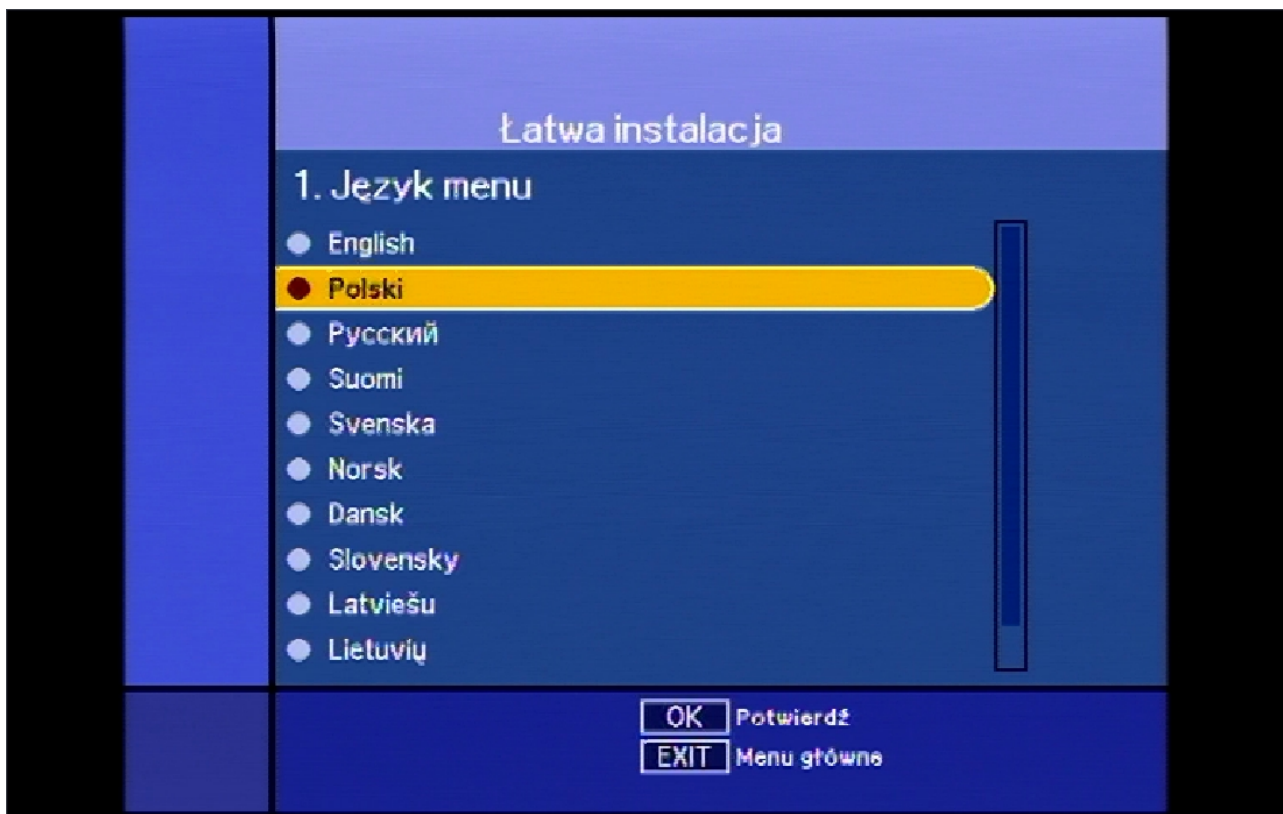 Łatwa instalacja
1. Język menu
English
Polski
Русский
Suomi
Svenska
Norsk
Dansk
Slovensky
Latviešu
Lietuvių
OK Potwierdź
EXIT Menu główne